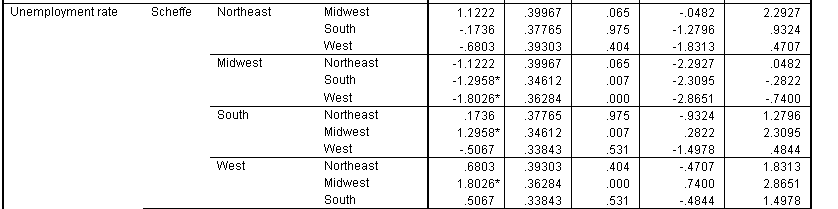 Unemployment rate Scheffe Northeast Midwest 1.1222 .39967 .065 -.0482 2.2927
South -.1736 .37765 .975 -1.2796 .9324
West -.6803 .39303 .404 -1.8313 .4707
Midwest Northeast -1.1222 .39967 .065 -2.2927 .0482
South -1.2958* .34612 .007 -2.3095 -.2822
West -1.8026* .36284 .000 -2.8651 -.7400
South Northeast .1736 .37765 .975 -.9324 1.2796
Midwest 1.2958* .34612 .007 .2822 2.3095
West -.5067 .33843 .531 -1.4978 .4844
West Northeast .6803 .39303 .404 -.4707 1.8313
Midwest 1.8026* .36284 .000 .7400 2.8651
South .5067 .33843 .531 -.4844 1.4978